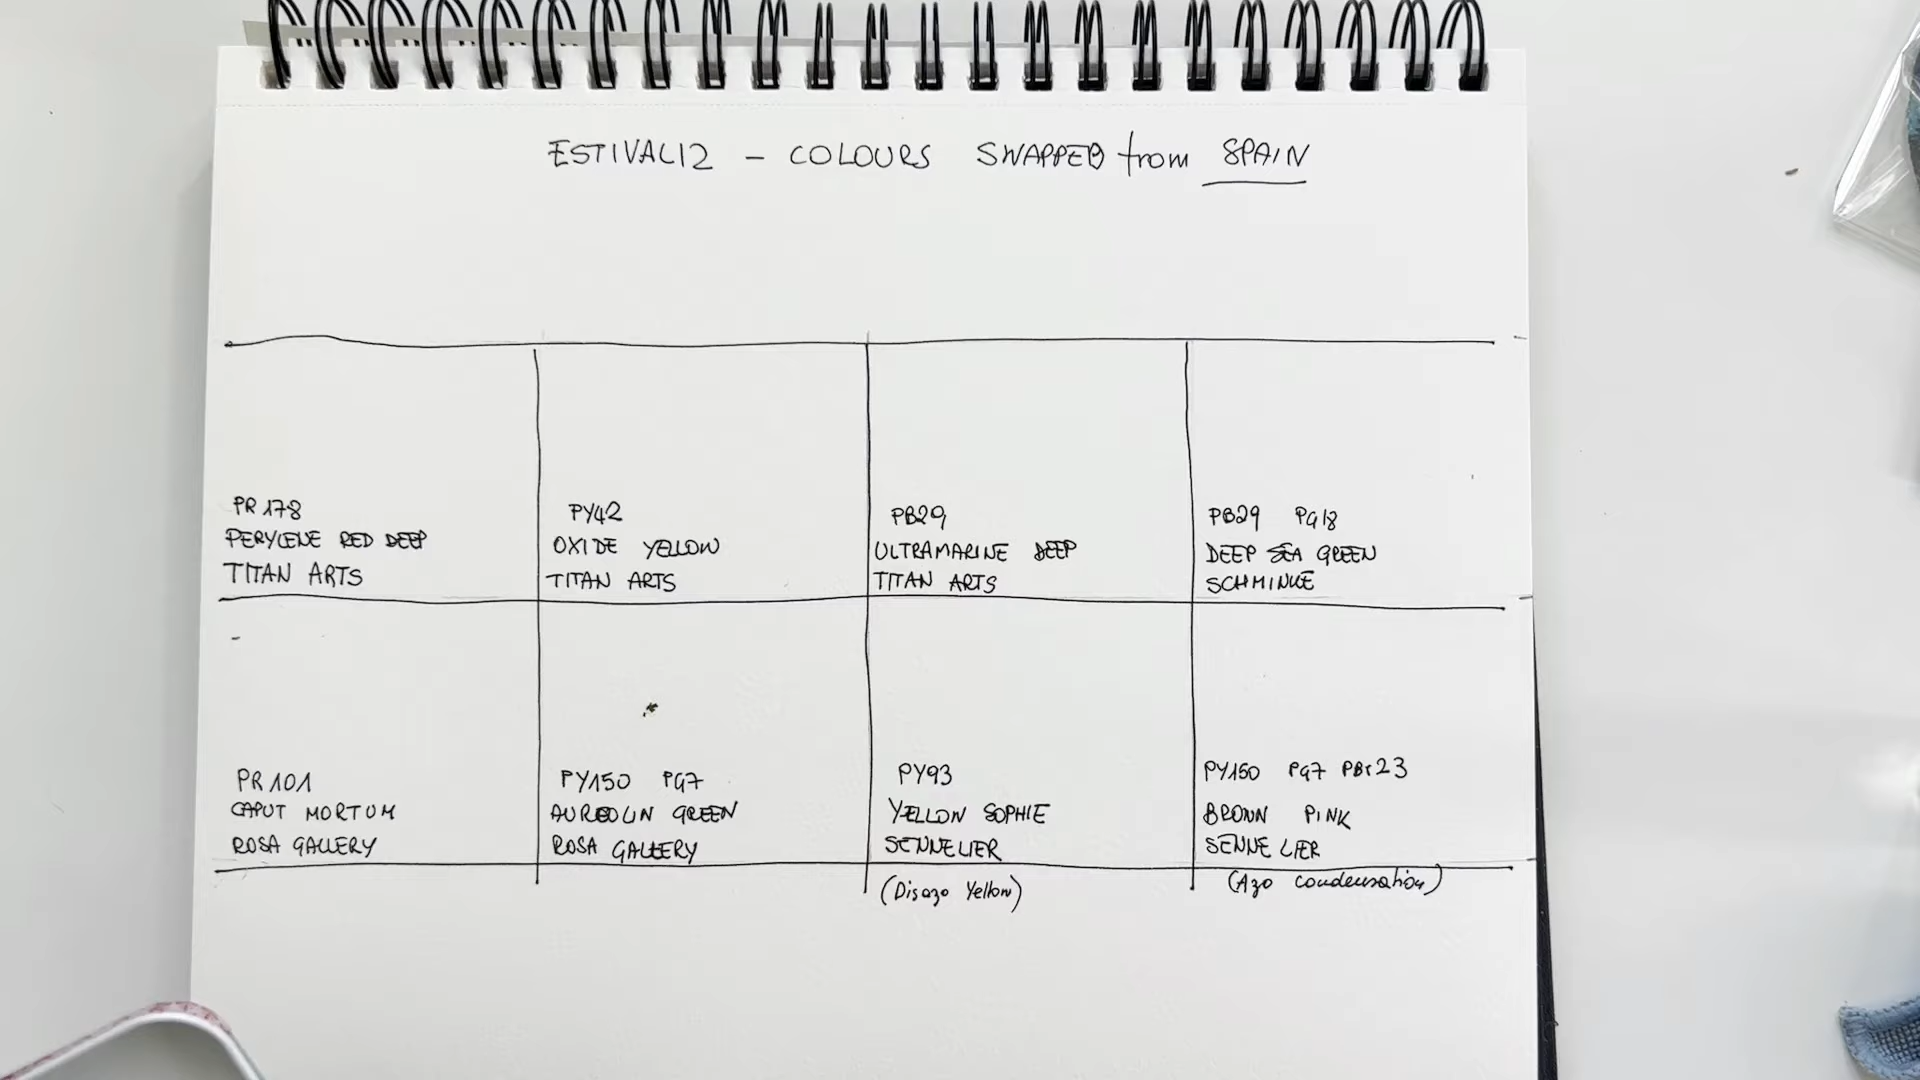 ESTIVALIZ - COLOURS SWAPPED from SPAIN
PR178
PERYLENE RED DEEP
TITAN ARTS
PY42
OXIDE YELLOW
TITAN ARTS
PB29
ULTRAMARINE DEEP
TITAN ARTS
PB29 PG18
DEEP SEA GREEN
SCHMINKE
PR101
CAPUT MORTUM
ROSA GALLERY
PY150 PG7
AUREOLIN GREEN
ROSA GALLERY
PY93
YELLOW SOPHIE
SENNELIER
(Disazo Yellow)
PY150 PG7 PBr23
BROWN PINK
SENNELIER
(Azo condensation)